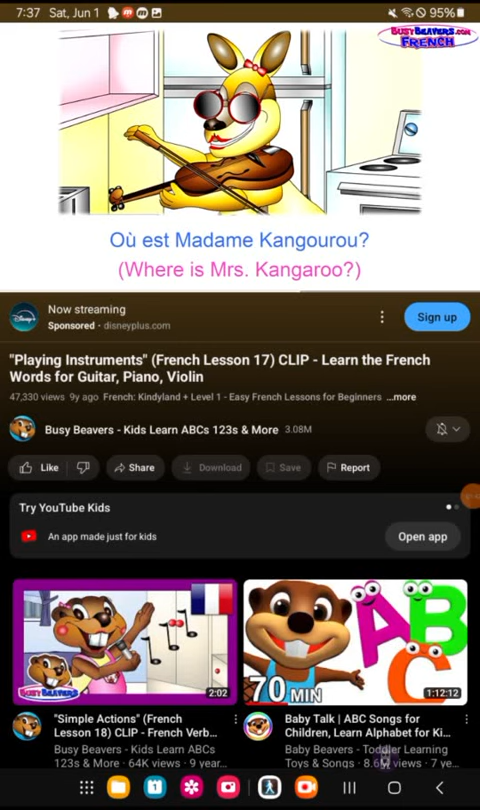 7:37 Sat, Jun 1
95%
BUSYBEAVERS.COM
FRENCH
Où est Madame Kangourou?
(Where is Mrs. Kangaroo?)
Now streaming
Sponsored · disneyplus.com
Sign up
"Playing Instruments" (French Lesson 17) CLIP - Learn the French
Words for Guitar, Piano, Violin
47,330 views 9y ago French: Kindyland + Level 1 - Easy French Lessons for Beginners ...more
Busy Beavers - Kids Learn ABCs 123s & More 3.08M
Like
Share
Download
Save
Report
Try YouTube Kids
An app made just for kids
Open app
BUSY BEAVERS
2:02
A B C
70 MIN
1:12:12
"Simple Actions" (French
Lesson 18) CLIP - French Verb...
Busy Beavers - Kids Learn ABCs
123s & More · 64K views · 9 year...
Baby Talk | ABC Songs for
Children, Learn Alphabet for Ki...
Baby Beavers - Toddler Learning
Toys & Songs · views · 7 ye...